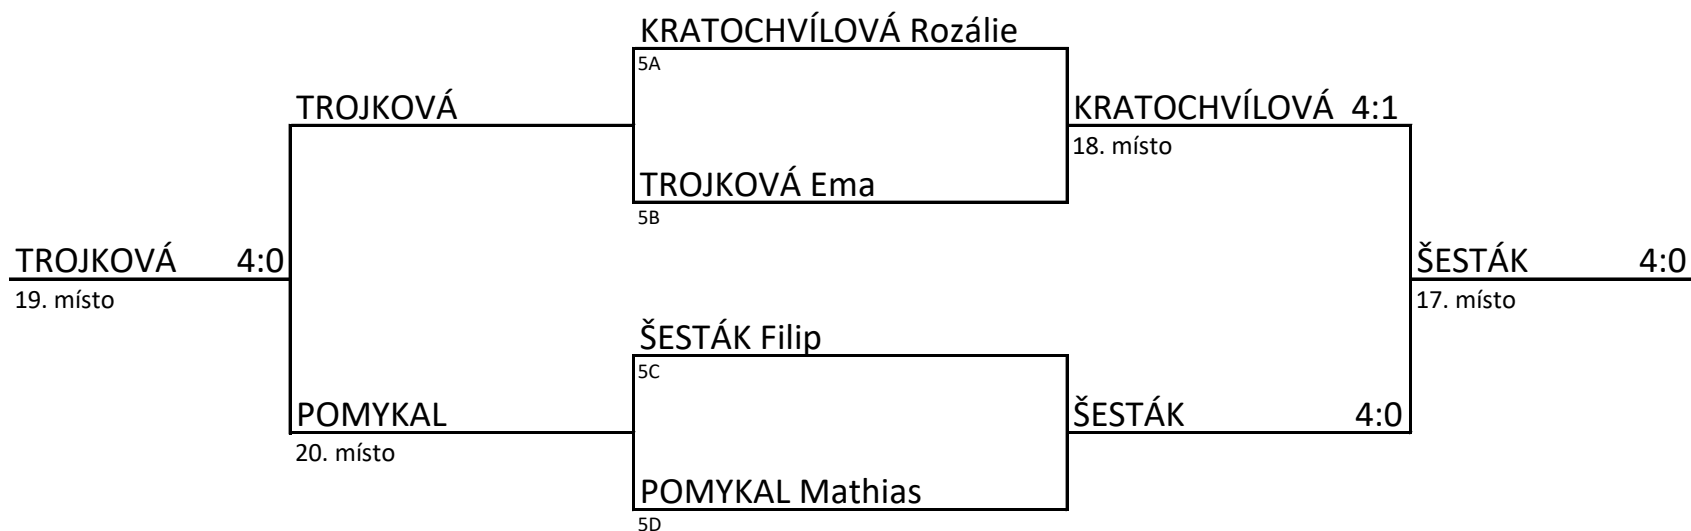 KRATOCHVÍLOVÁ Rozálie
5A
TROJKOVÁ
KRATOCHVÍLOVÁ 4:1
18. místo
TROJKOVÁ Ema
5B
TROJKOVÁ 4:0
19. místo
ŠESTÁK 4:0
17. místo
ŠESTÁK Filip
5C
POMYKAL
20. místo
ŠESTÁK 4:0
POMYKAL Mathias
5D